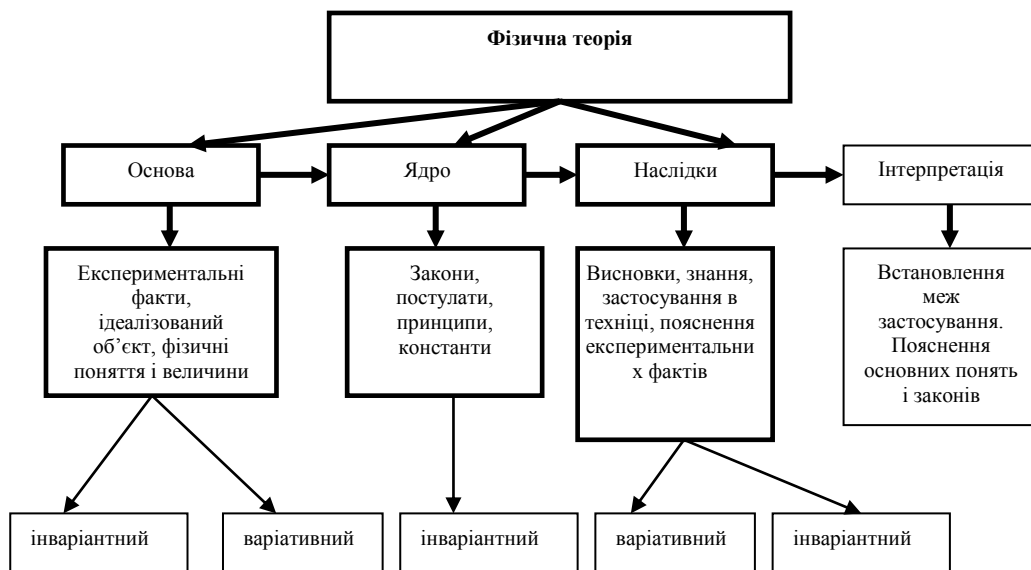 Фізична теорія
Основа
Ядро
Наслідки
Інтерпретація
Експериментальні
факти,
ідеалізований
об’єкт, фізичні
поняття і величини
Закони,
постулати,
принципи,
константи
Висновки, знання,
застосування в
техніці, пояснення
експериментальни
х фактів
Встановлення
меж
застосування.
Пояснення
основних понять
і законів
інваріантний
варіативний
інваріантний
варіативний
інваріантний